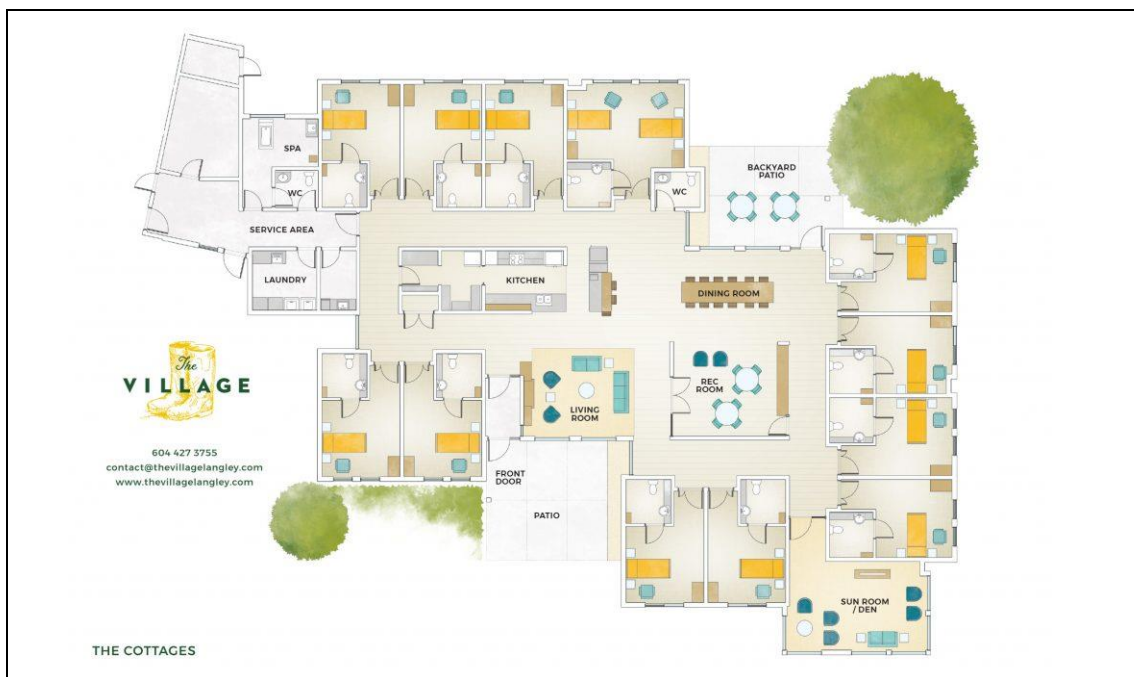 SPA
WC
SERVICE AREA
LAUNDRY
KITCHEN
WC
BACKYARD
PATIO
DINING ROOM
REC
ROOM
LIVING
ROOM
FRONT
DOOR
PATIO
SUN ROOM
/ DEN
The
VILLAGE
604 427 3755
contact@thevillagelangley.com
www.thevillagelangley.com
THE COTTAGES